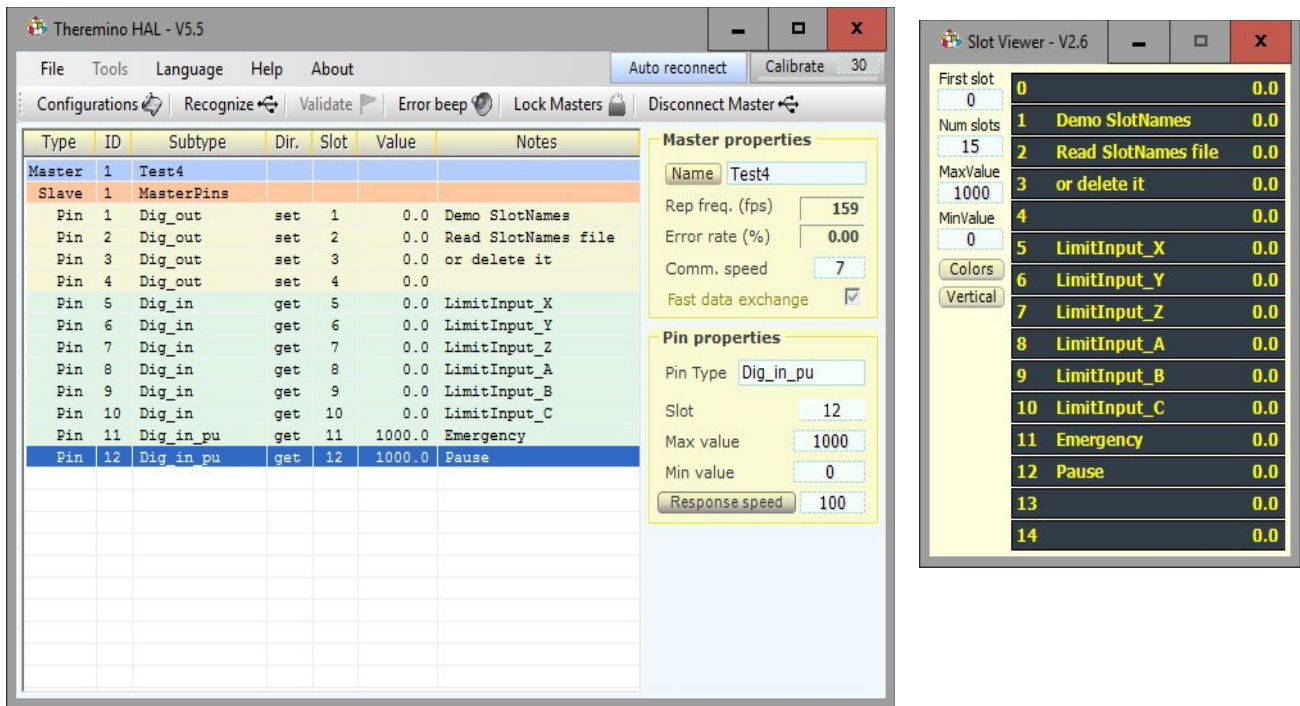 Theremino HAL - V5.5
File Tools Language Help About Auto reconnect Calibrate 30
Configurations Recognize Validate Error beep Lock Masters Disconnect Master
Type ID Subtype Dir. Slot Value Notes
Master 1 Test4
Slave 1 MasterPins
Pin 1 Dig_out set 1 0.0 Demo SlotNames
Pin 2 Dig_out set 2 0.0 Read SlotNames file
Pin 3 Dig_out set 3 0.0 or delete it
Pin 4 Dig_out set 4 0.0
Pin 5 Dig_in get 5 0.0 LimitInput_X
Pin 6 Dig_in get 6 0.0 LimitInput_Y
Pin 7 Dig_in get 7 0.0 LimitInput_Z
Pin 8 Dig_in get 8 0.0 LimitInput_A
Pin 9 Dig_in get 9 0.0 LimitInput_B
Pin 10 Dig_in get 10 0.0 LimitInput_C
Pin 11 Dig_in_pu get 11 1000.0 Emergency
Pin 12 Dig_in_pu get 12 1000.0 Pause
Master properties
Name Test4
Rep freq. (fps) 159
Error rate (%) 0.00
Comm. speed 7
Fast data exchange
Pin properties
Pin Type Dig_in_pu
Slot 12
Max value 1000
Min value 0
Response speed 100
Slot Viewer - V2.6
First slot
0
Num slots
15
MaxValue
1000
MinValue
0
Colors
Vertical
0 0.0
1 Demo SlotNames 0.0
2 Read SlotNames file 0.0
3 or delete it 0.0
4 0.0
5 LimitInput_X 0.0
6 LimitInput_Y 0.0
7 LimitInput_Z 0.0
8 LimitInput_A 0.0
9 LimitInput_B 0.0
10 LimitInput_C 0.0
11 Emergency 0.0
12 Pause 0.0
13 0.0
14 0.0